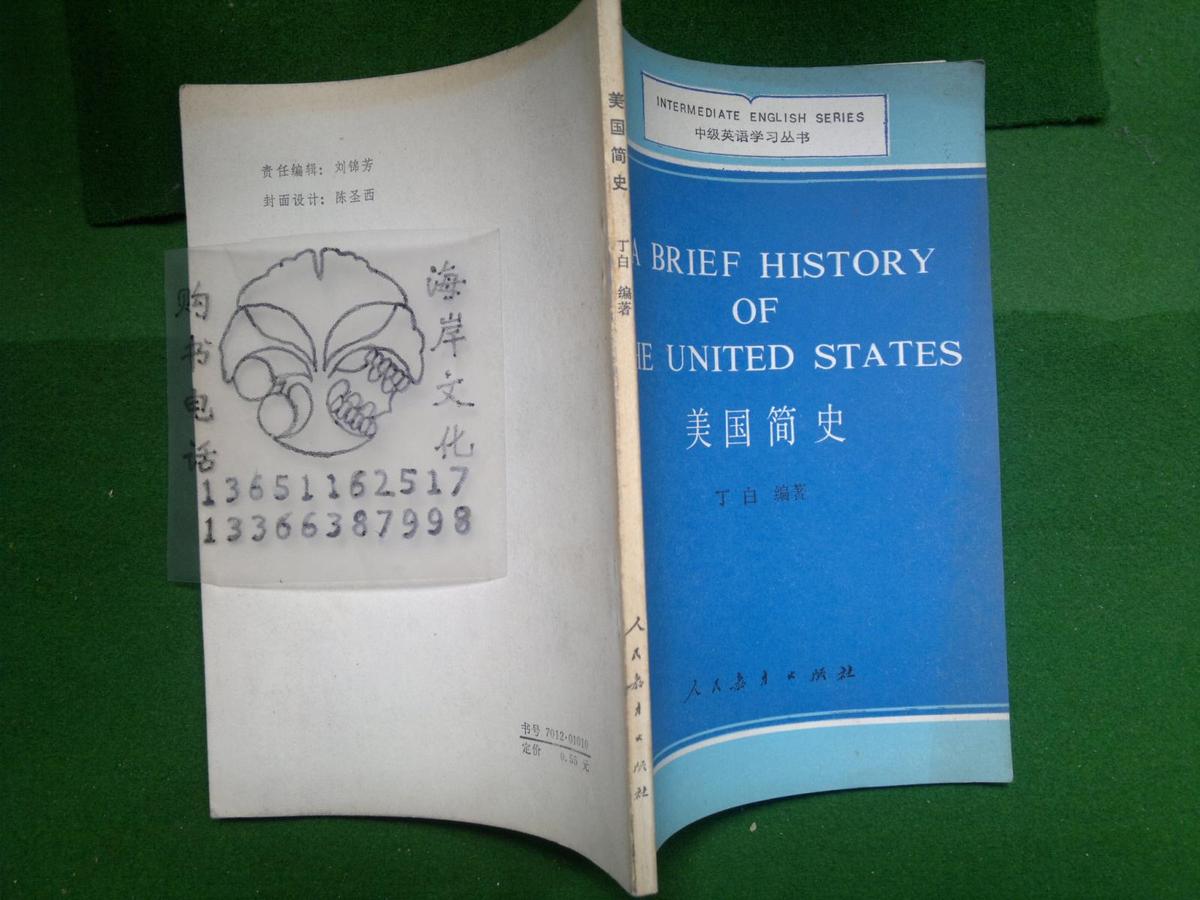 责任编辑：刘锦芳
封面设计：陈圣西
购书电话
海岸文化
13651162517
13366387998
书号 7012·01010
定价 0.55 元
美国简史
丁白 编著
人民教育出版社
INTERMEDIATE ENGLISH SERIES
中级英语学习丛书
A BRIEF HISTORY
OF
HE UNITED STATES
美国简史
丁白 编著
人民教育出版社